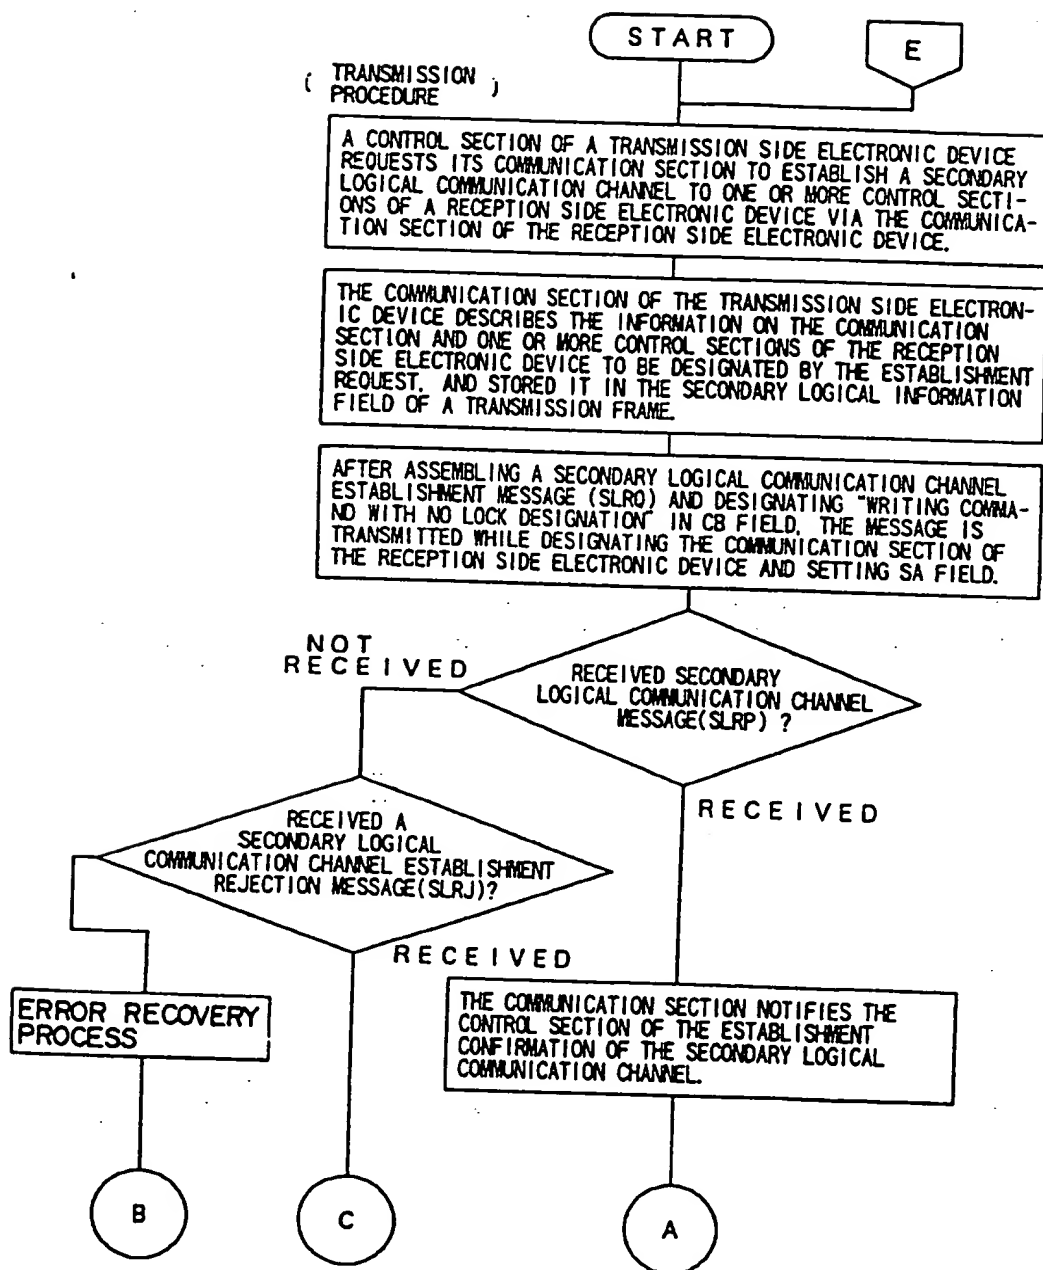 START
E
( TRANSMISSION )
PROCEDURE
A CONTROL SECTION OF A TRANSMISSION SIDE ELECTRONIC DEVICE
REQUESTS ITS COMMUNICATION SECTION TO ESTABLISH A SECONDARY
LOGICAL COMMUNICATION CHANNEL TO ONE OR MORE CONTROL SECTI-
ONS OF A RECEPTION SIDE ELECTRONIC DEVICE VIA THE COMMUNICA-
TION SECTION OF THE RECEPTION SIDE ELECTRONIC DEVICE.
THE COMMUNICATION SECTION OF THE TRANSMISSION SIDE ELECTRON-
IC DEVICE DESCRIBES THE INFORMATION ON THE COMMUNICATION
SECTION AND ONE OR MORE CONTROL SECTIONS OF THE RECEPTION
SIDE ELECTRONIC DEVICE TO BE DESIGNATED BY THE ESTABLISHMENT
REQUEST. AND STORED IT IN THE SECONDARY LOGICAL INFORMATION
FIELD OF A TRANSMISSION FRAME.
AFTER ASSEMBLING A SECONDARY LOGICAL COMMUNICATION CHANNEL
ESTABLISHMENT MESSAGE (SLRQ) AND DESIGNATING "WRITING COMMA-
ND WITH NO LOCK DESIGNATION" IN CB FIELD. THE MESSAGE IS
TRANSMITTED WHILE DESIGNATING THE COMMUNICATION SECTION OF
THE RECEPTION SIDE ELECTRONIC DEVICE AND SETTING SA FIELD.
NOT
RECEIVED
RECEIVED SECONDARY
LOGICAL COMMUNICATION CHANNEL
MESSAGE(SLRP) ?
RECEIVED
RECEIVED A
SECONDARY LOGICAL
COMMUNICATION CHANNEL ESTABLISHMENT
REJECTION MESSAGE(SLRJ)?
RECEIVED
ERROR RECOVERY
PROCESS
THE COMMUNICATION SECTION NOTIFIES THE
CONTROL SECTION OF THE ESTABLISHMENT
CONFIRMATION OF THE SECONDARY LOGICAL
COMMUNICATION CHANNEL.
B
C
A